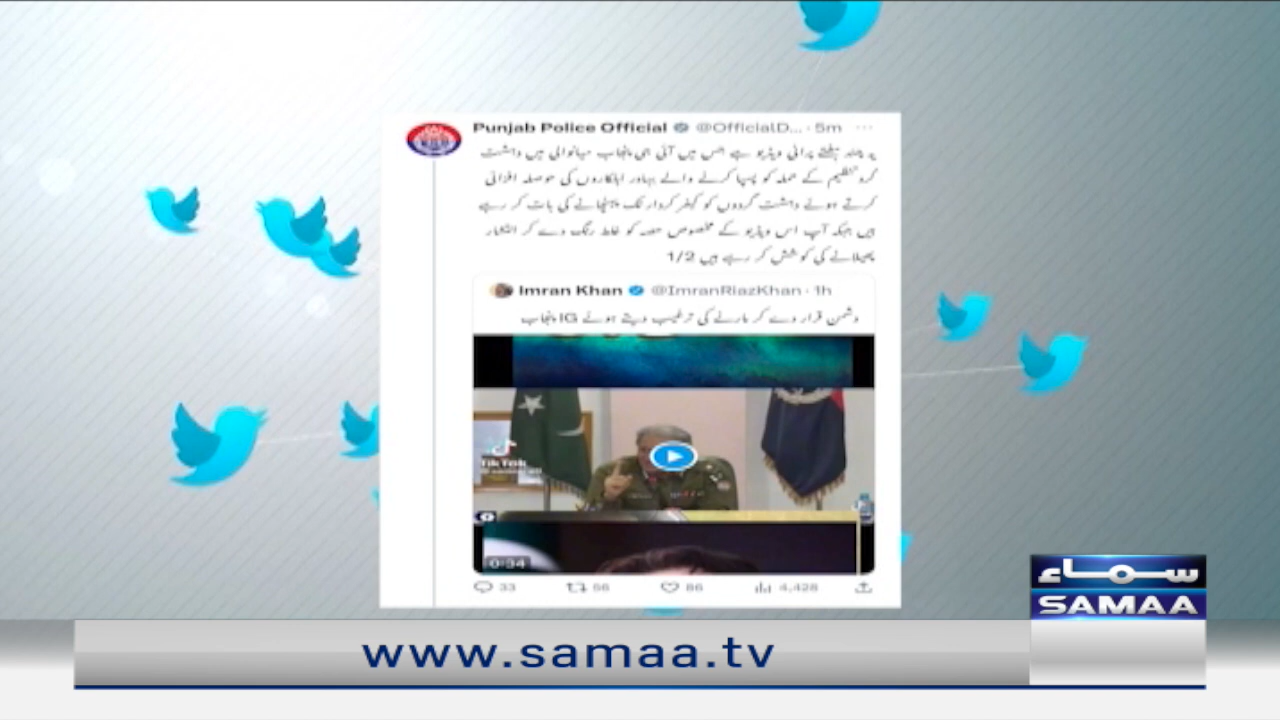 Punjab Police Official @OfficialD... · 5m ...
یہ چند ہفتے پرانی ویڈیو ہے جس میں آئی جی پنجاب میانوالی میں دہشت
گرد تنظیم کے حملہ کو پسپا کرنے والے بہادر اہلکاروں کی حوصلہ افزائی
کرتے ہوئے دہشت گردوں کو کیفر کردار تک پہنچانے کی بات کر رہے
ہیں جبکہ آپ اس ویڈیو کے مخصوص حصہ کو غلط رنگ دے کر انتشار
پھیلانے کی کوشش کر رہے ہیں 1/2
Imran Khan @ImranRiazKhan · 1h
دشمن قرار دے کر مارنے کی ترغیب دیتے ہوئے IG پنجاب
TikTok
0:34
33 96 86 4,428
سماء
SAMAA
www.samaa.tv